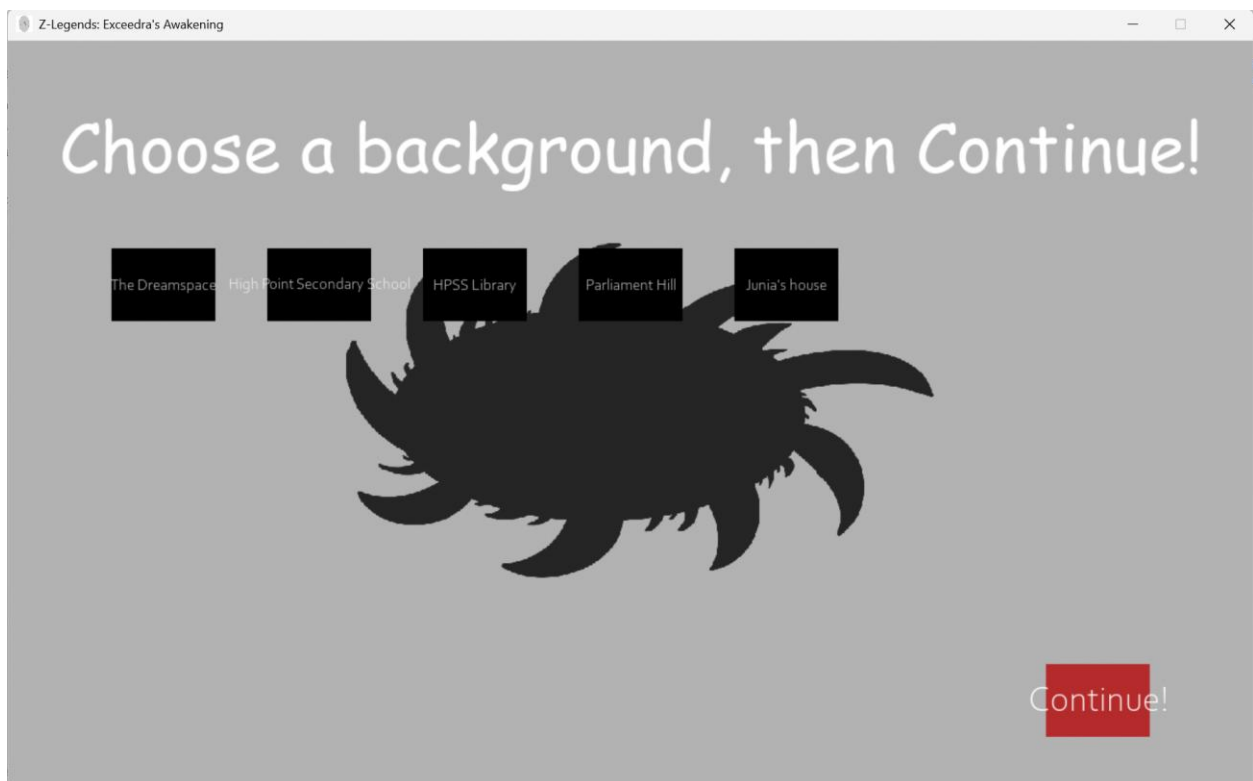 Z-Legends: Exceedra's Awakening
Choose a background, then Continue!
The Dreamspace
High Point Secondary School
HPSS Library
Parliament Hill
Junia's house
Continue!